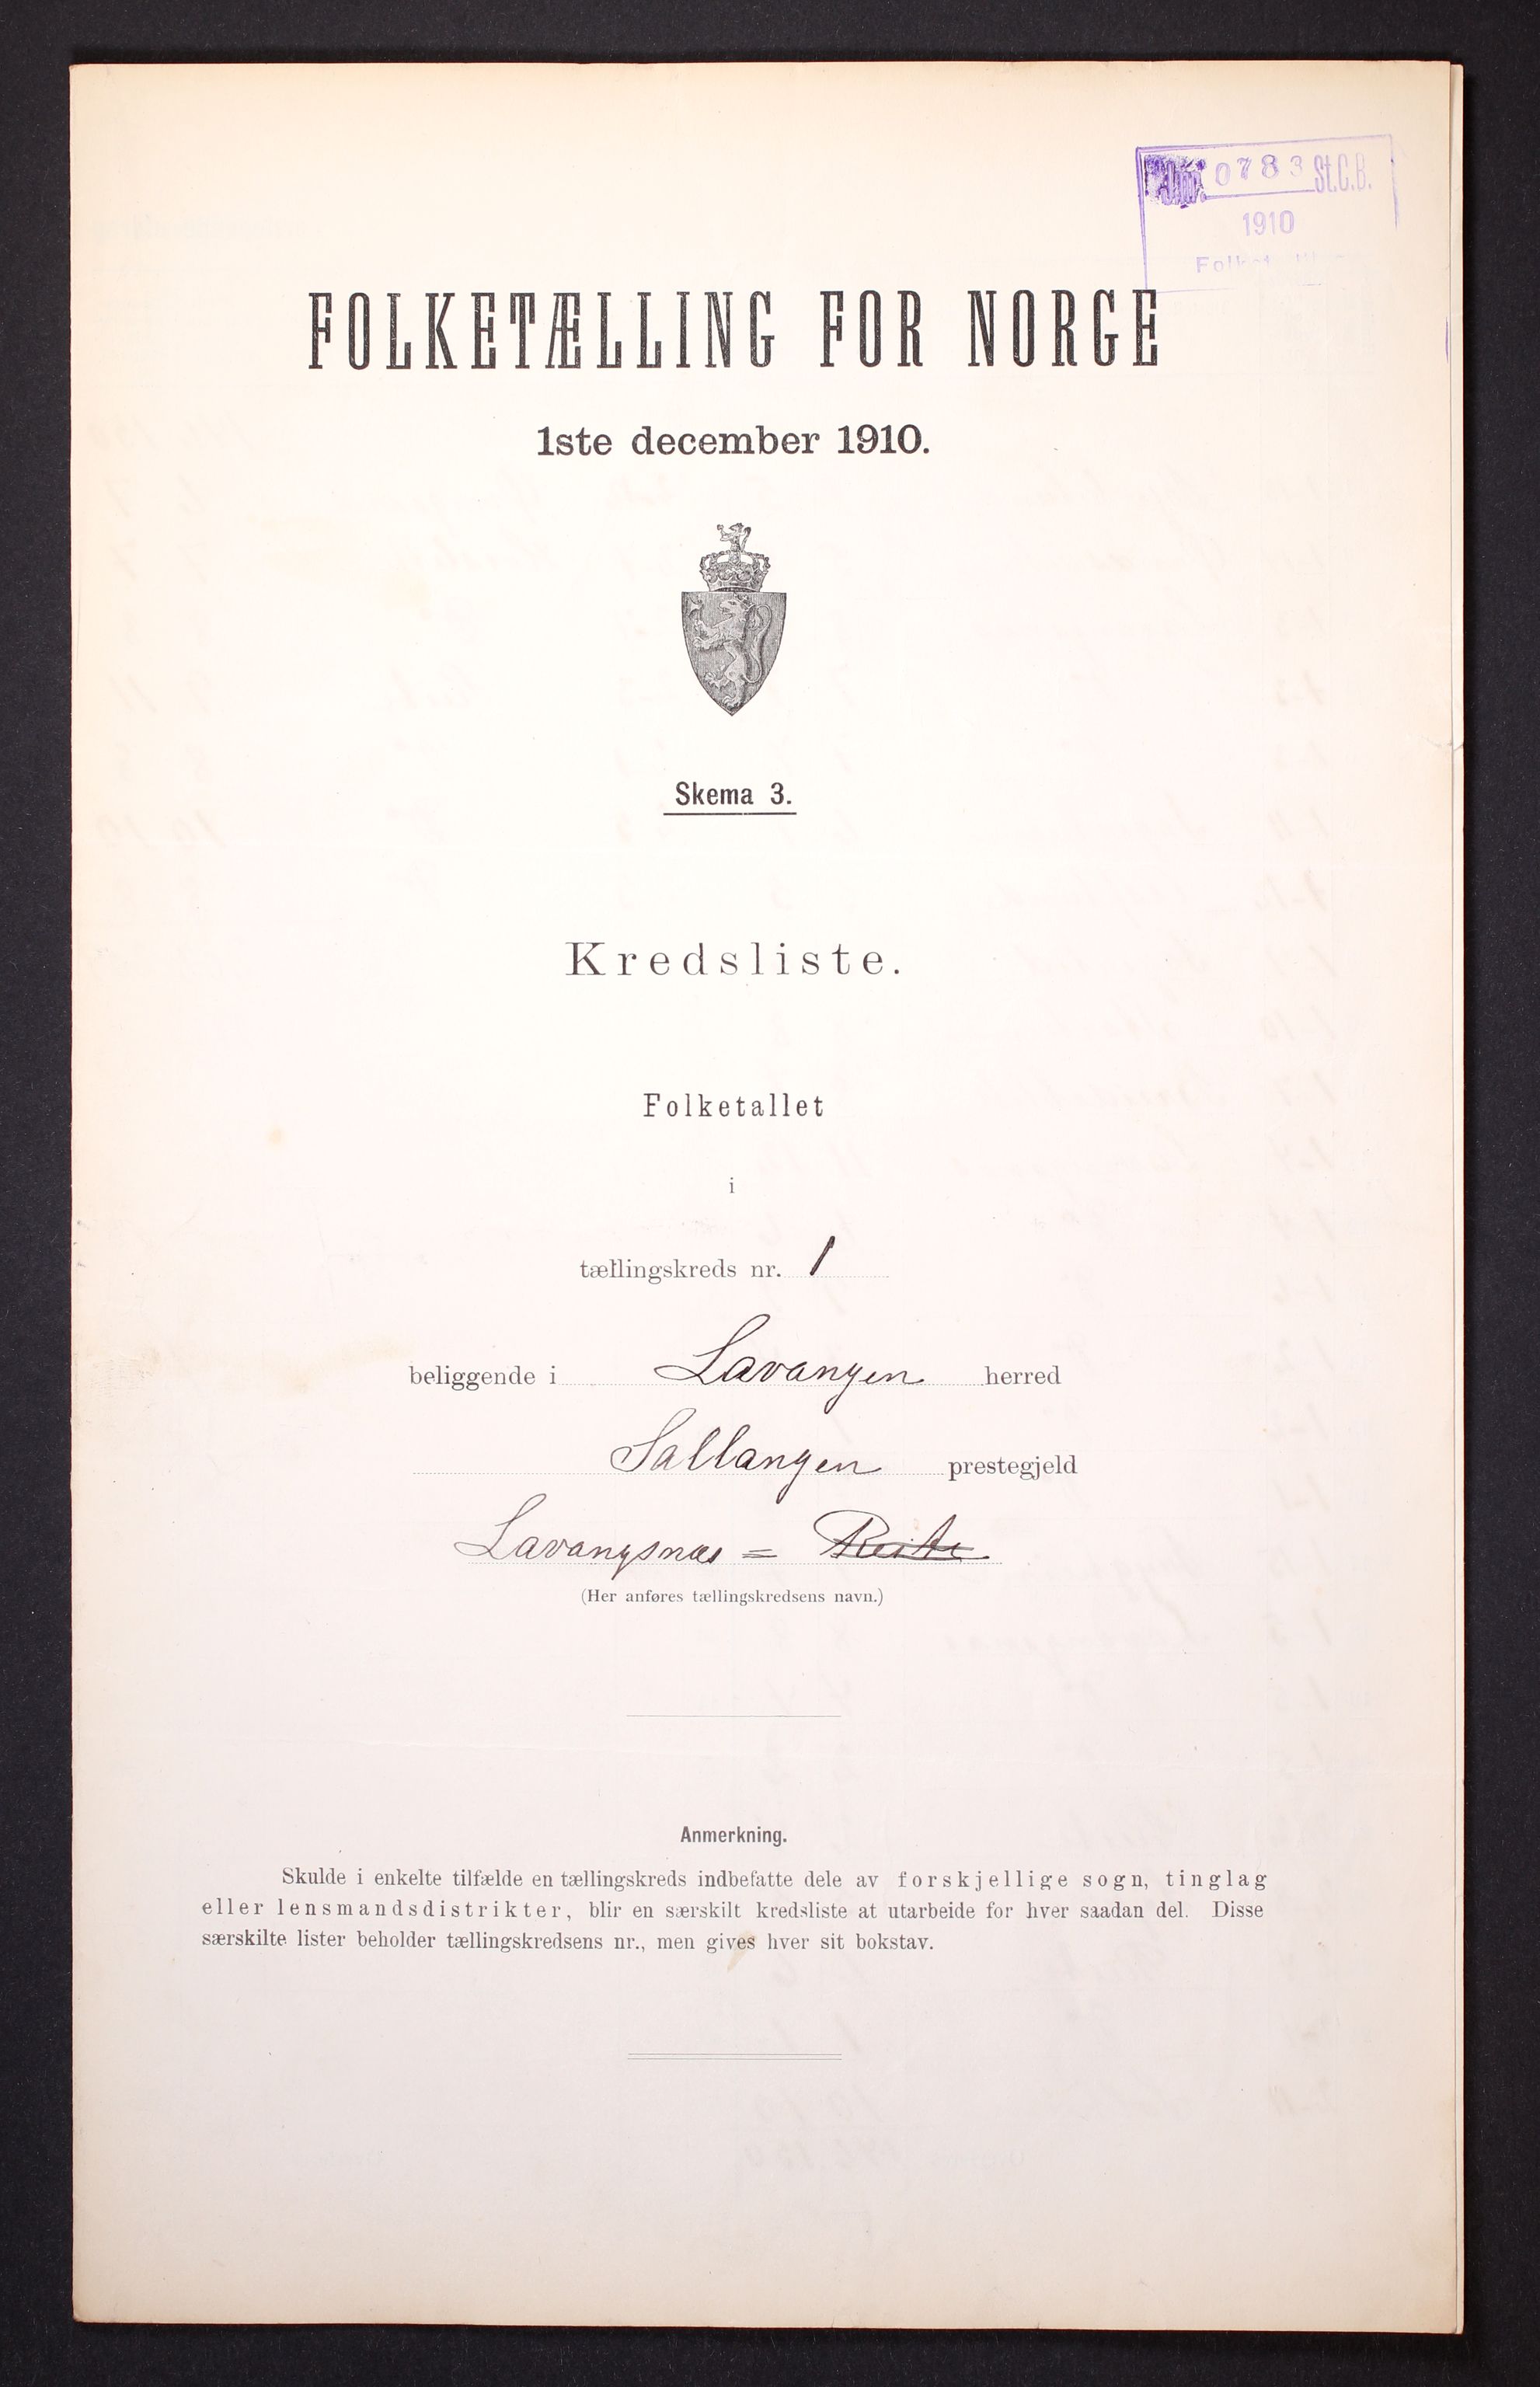 Jnr. 0783 St.C.B.
1910
FOLKETÆLLING FOR NORGE
1ste december 1910.
Skema 3.
Kredsliste.
Folketallet
i
tællingskreds nr. 1
beliggende i Lavangen herred
Sallangen prestegjeld
Lavangsnæs =
(Her anføres tællingskredsens navn.)
Anmerkning.
Skulde i enkelte tilfælde en tællingskreds indbefatte dele av forskjellige sogn, tinglag
eller lensmandsdistrikter, blir en særskilt kredsliste at utarbeide for hver saadan del. Disse
særskilte lister beholder tællingskredsens nr., men gives hver sit bokstav.